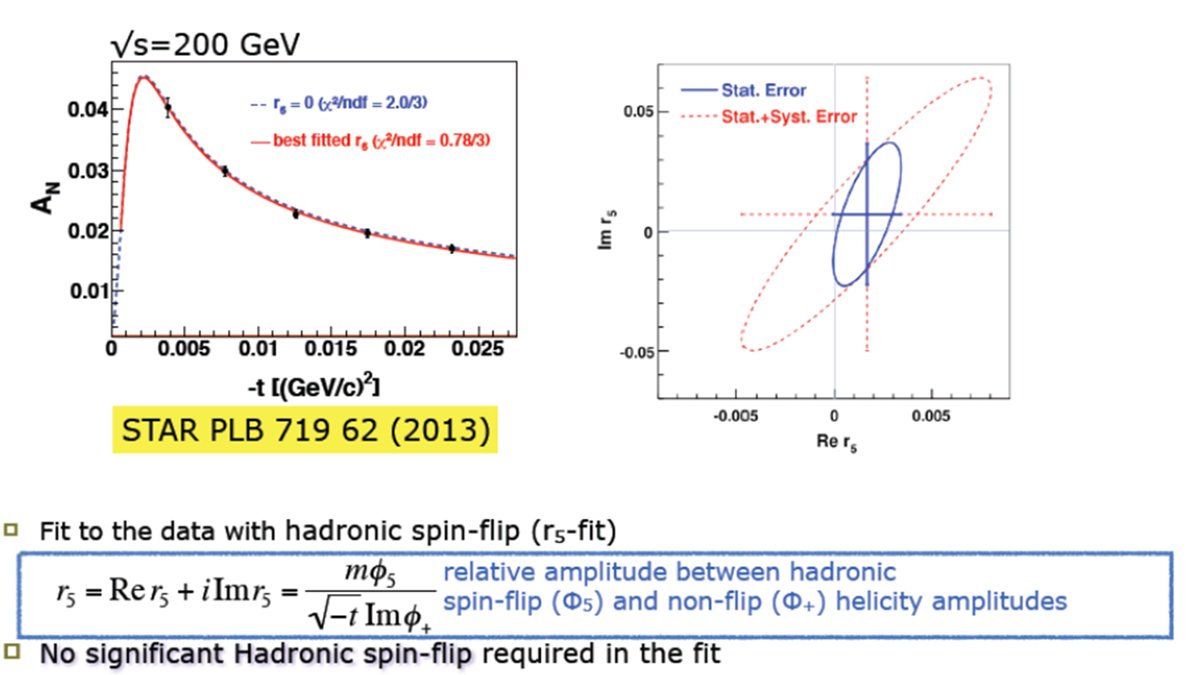 √s=200 GeV
-- r₅ = 0 (χ²/ndf = 2.0/3)
— best fitted r₅ (χ²/ndf = 0.78/3)
0.04
0.03
0.02
0.01
A_N
0 0.005 0.01 0.015 0.02 0.025
-t [(GeV/c)²]
STAR PLB 719 62 (2013)
Stat. Error
Stat.+Syst. Error
0.05
0
-0.05
Im r₅
-0.005 0 0.005
Re r₅
Fit to the data with hadronic spin-flip (r₅-fit)
r₅ = Re r₅ + i Im r₅ = mϕ₅ / √-t Im ϕ₊
relative amplitude between hadronic
spin-flip (Φ₅) and non-flip (Φ₊) helicity amplitudes
No significant Hadronic spin-flip required in the fit